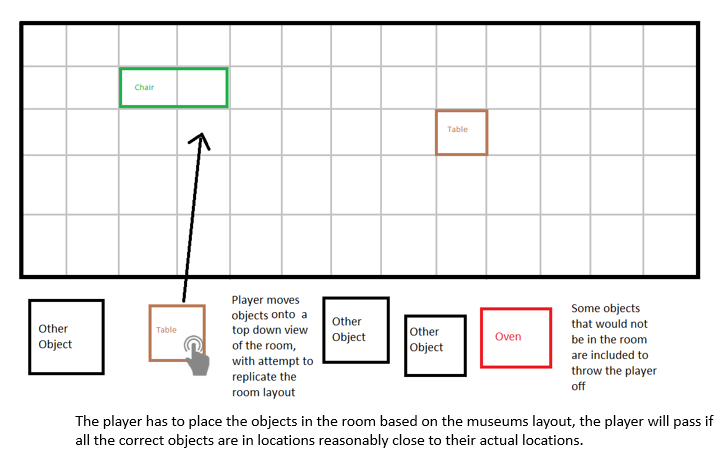 Chair
Table
Other
Object
Table
Player moves
objects onto a
top down view
of the room,
with attempt to
replicate the
room layout
Other
Object
Other
Object
Oven
Some objects
that would not
be in the room
are included to
throw the player
off
The player has to place the objects in the room based on the museums layout, the player will pass if
all the correct objects are in locations reasonably close to their actual locations.